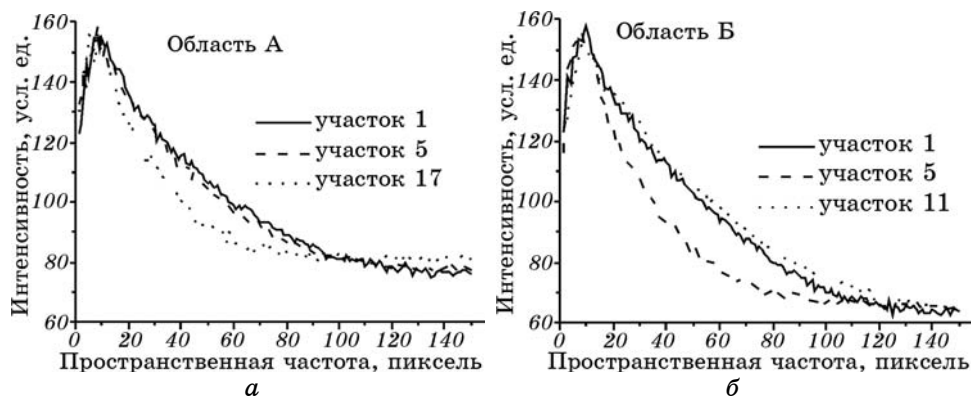 Интенсивность, усл. ед.
160
140
120
100
80
60
Область А
участок 1
участок 5
участок 17
0 20 40 60 80 100 120 140
Пространственная частота, пиксель
а
Интенсивность, усл. ед.
160
140
120
100
80
60
Область Б
участок 1
участок 5
участок 11
0 20 40 60 80 100 120 140
Пространственная частота, пиксель
б